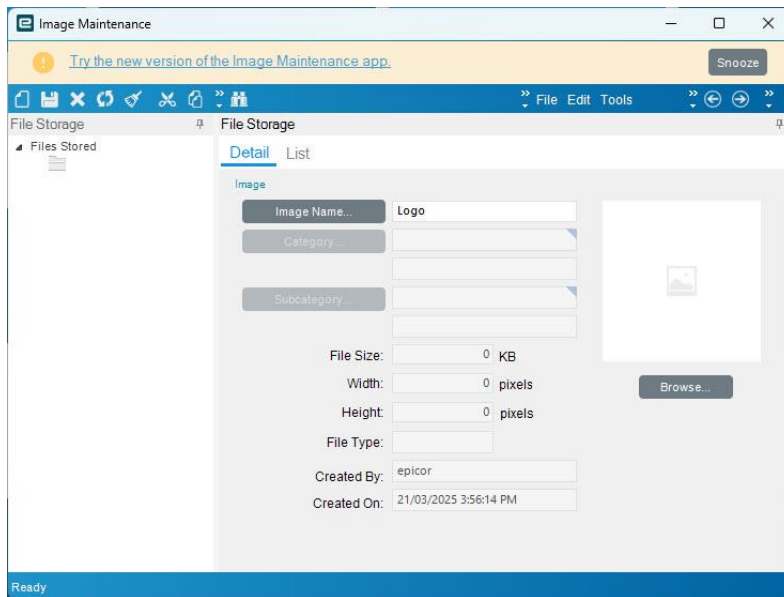 Image Maintenance
Try the new version of the Image Maintenance app.
Snooze
File Edit Tools
File Storage
File Storage
Files Stored
Detail List
Image
Image Name... Logo
Category...
Subcategory...
File Size: 0 KB
Width: 0 pixels
Browse...
Height: 0 pixels
File Type:
Created By: epicor
Created On: 21/03/2025 3:56:14 PM
Ready